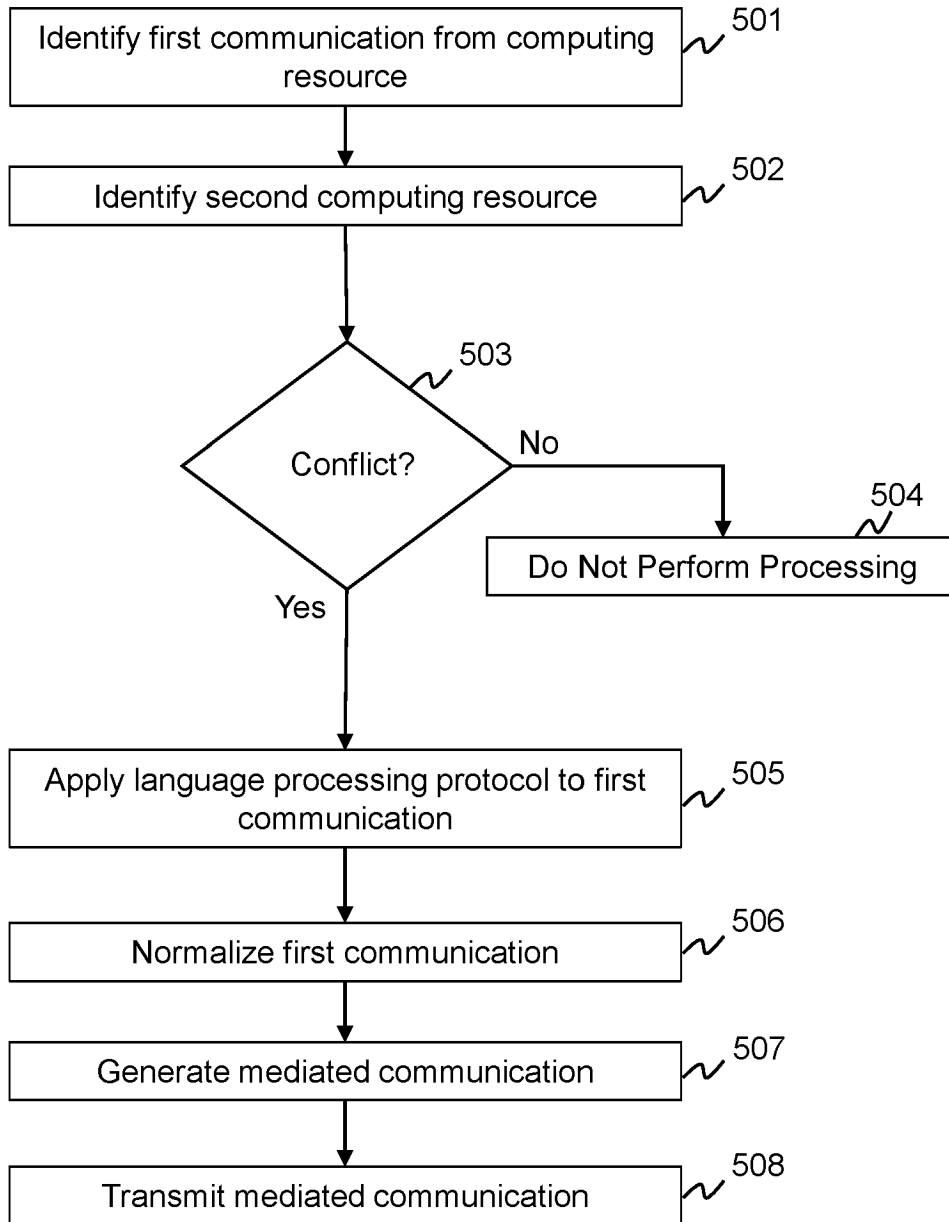 Identify first communication from computing
resource
501
Identify second computing resource
502
503
Conflict?
No
504
Do Not Perform Processing
Yes
Apply language processing protocol to first
communication
505
Normalize first communication
506
Generate mediated communication
507
Transmit mediated communication
508